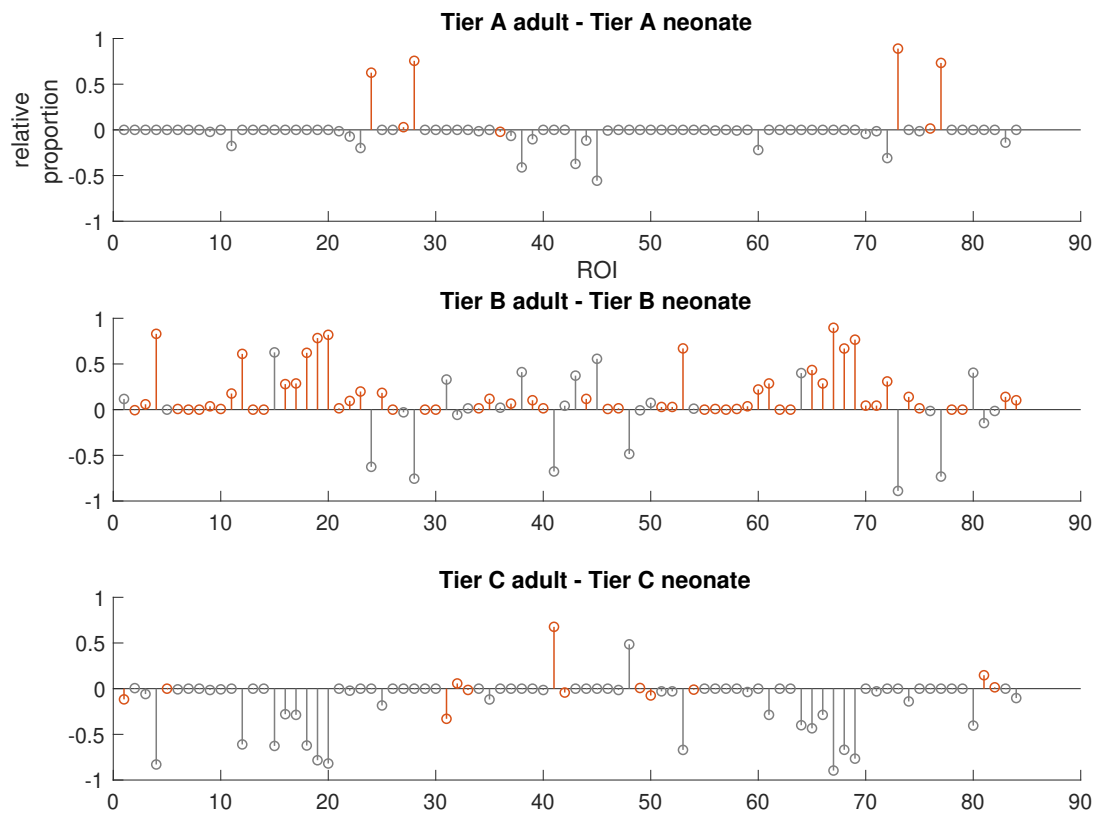 Tier A adult - Tier A neonate
relative
proportion
1
0.5
0
-0.5
-1
0 10 20 30 40 50 60 70 80 90
ROI
Tier B adult - Tier B neonate
1
0.5
0
-0.5
-1
0 10 20 30 40 50 60 70 80 90
Tier C adult - Tier C neonate
1
0.5
0
-0.5
-1
0 10 20 30 40 50 60 70 80 90